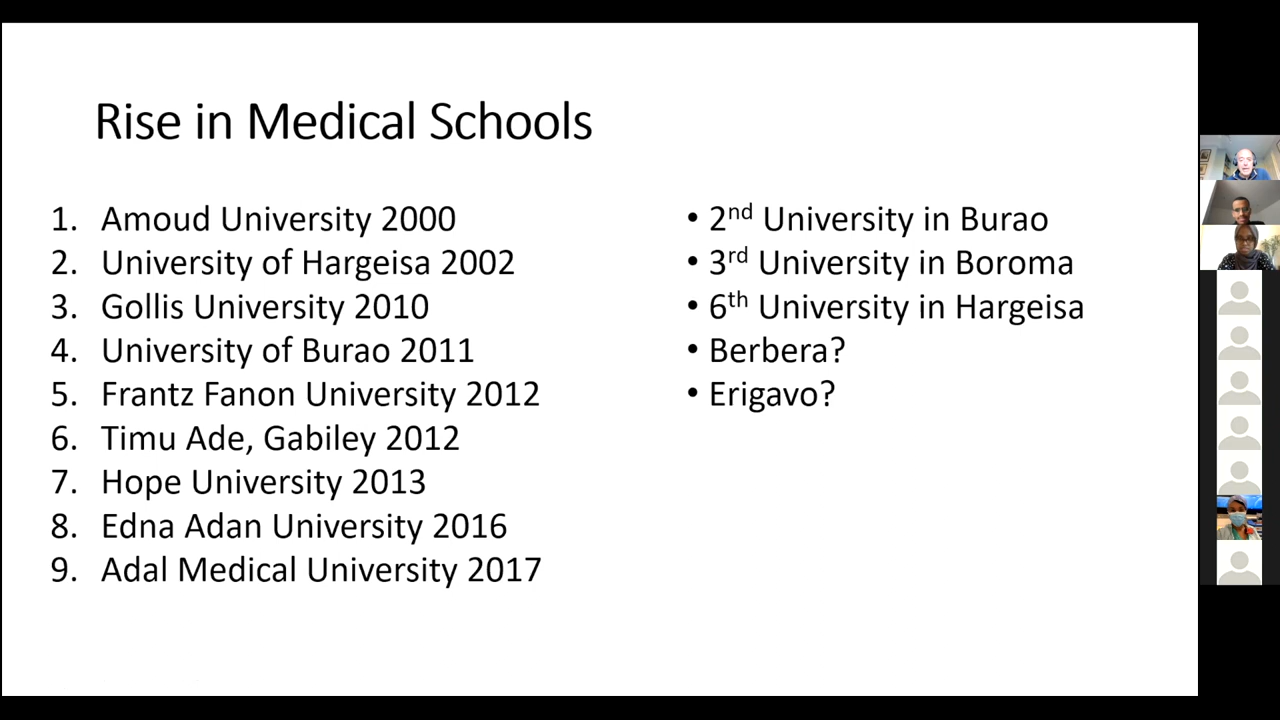 Rise in Medical Schools
1. Amoud University 2000
2. University of Hargeisa 2002
3. Gollis University 2010
4. University of Burao 2011
5. Frantz Fanon University 2012
6. Timu Ade, Gabiley 2012
7. Hope University 2013
8. Edna Adan University 2016
9. Adal Medical University 2017
• 2nd University in Burao
• 3rd University in Boroma
• 6th University in Hargeisa
• Berbera?
• Erigavo?